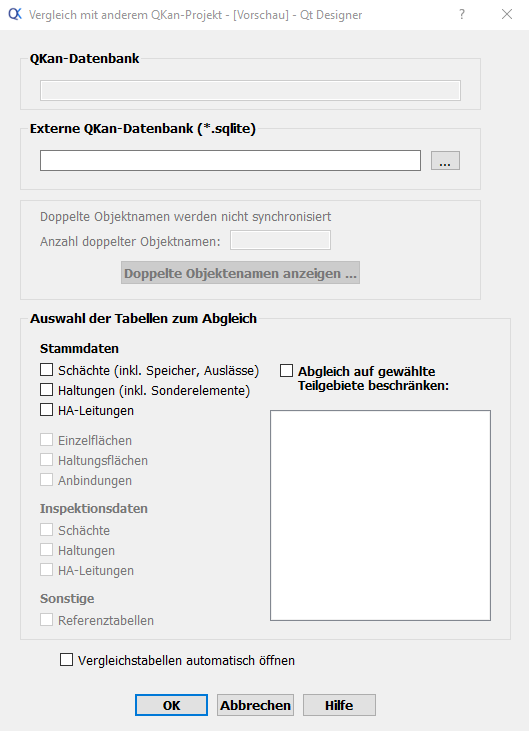 Vergleich mit anderem QKan-Projekt - [Vorschau] - Qt Designer
QKan-Datenbank
Externe QKan-Datenbank (*.sqlite)
...
Doppelte Objektnamen werden nicht synchronisiert
Anzahl doppelter Objektnamen:
Doppelte Objektenamen anzeigen ...
Auswahl der Tabellen zum Abgleich
Stammdaten
Schächte (inkl. Speicher, Auslässe)
Haltungen (inkl. Sonderelemente)
HA-Leitungen
Einzelflächen
Haltungsflächen
Anbindungen
Inspektionsdaten
Schächte
Haltungen
HA-Leitungen
Sonstige
Referenztabellen
Abgleich auf gewählte
Teilgebiete beschränken:
Vergleichstabellen automatisch öffnen
OK
Abbrechen
Hilfe